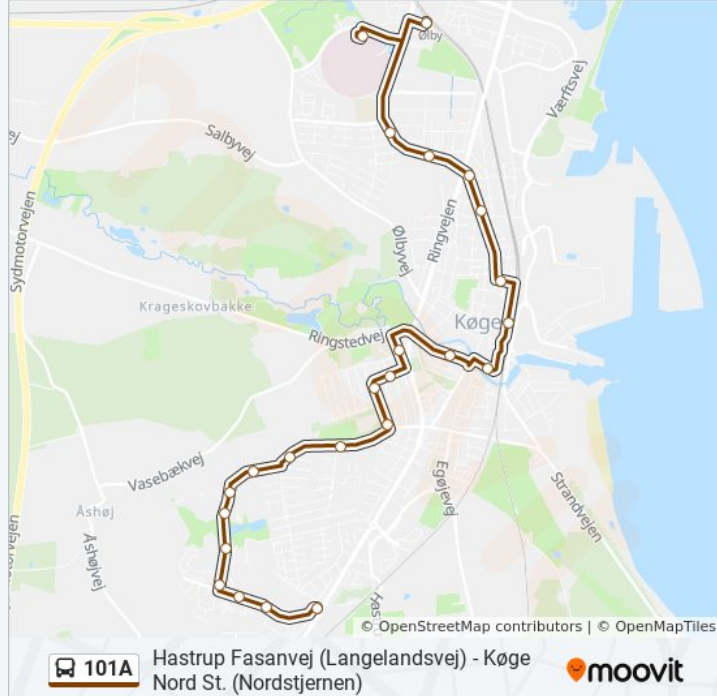 Ølby
Værftsvej
Salbyvej
Sydmotorvejen
Ølbyvej
Ringvejen
Krageskovbakke
Køge
Ringstedvej
Vasebækvej
Egøjevej
Strandvejen
Åshøj
Åshøjvej
© OpenStreetMap contributors | © OpenMapTiles
101A
Hastrup Fasanvej (Langelandsvej) - Køge
Nord St. (Nordstjernen)
moovit